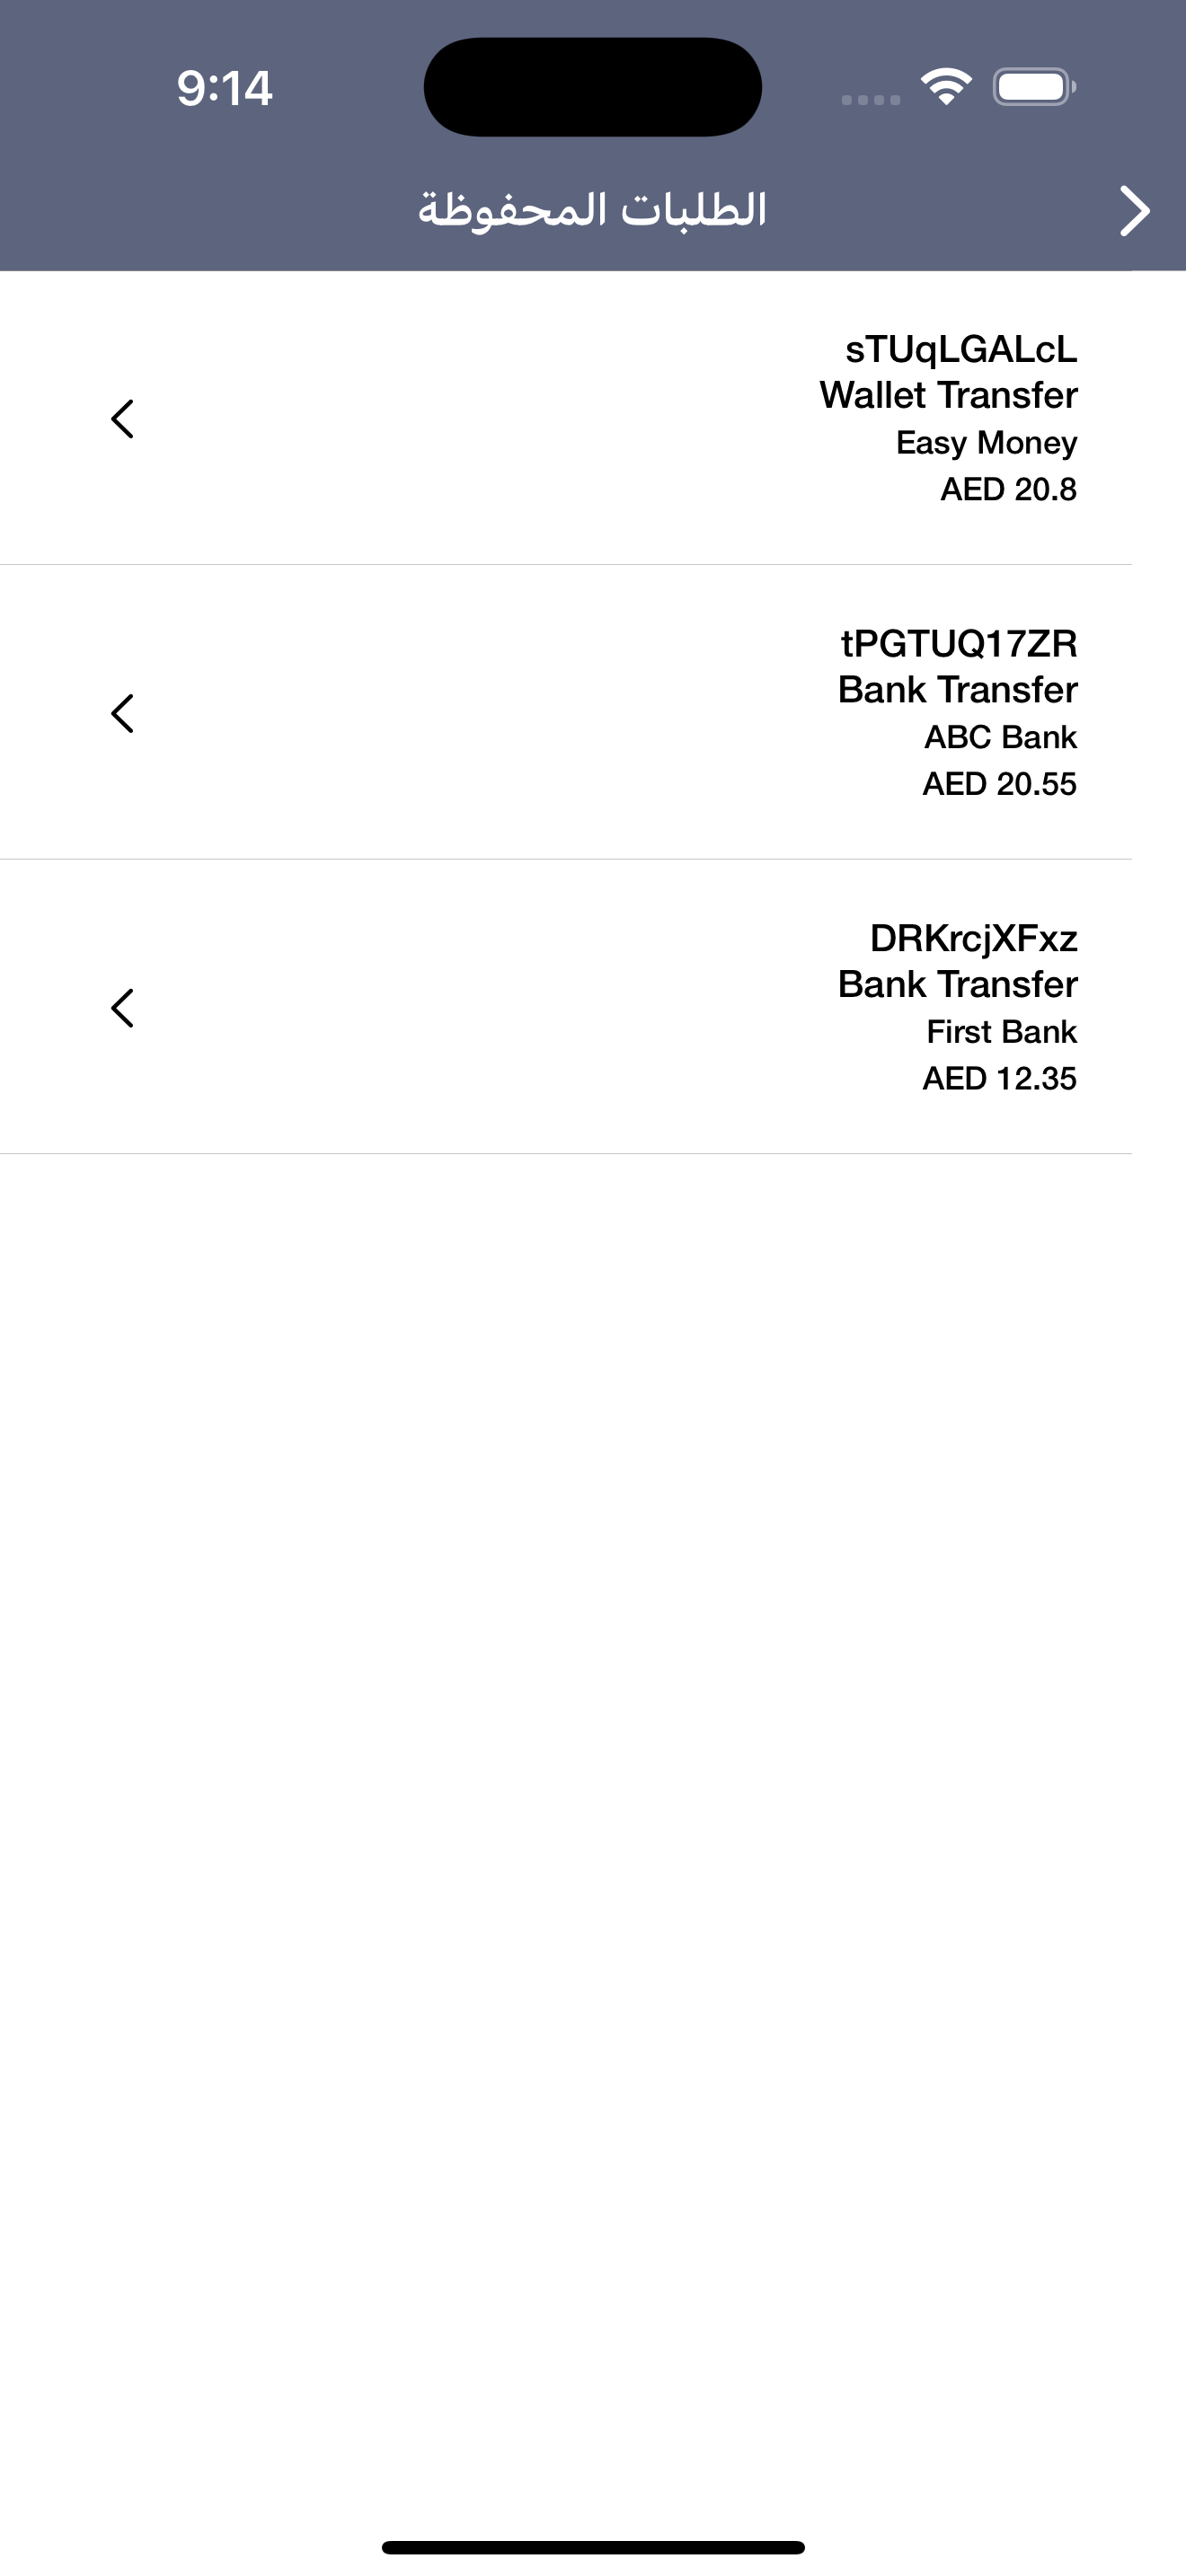 9:14
الطلبات المحفوظة
sTUqLGALcL
Wallet Transfer
Easy Money
AED 20.8
tPGTUQ17ZR
Bank Transfer
ABC Bank
AED 20.55
DRKrcjXFxz
Bank Transfer
First Bank
AED 12.35